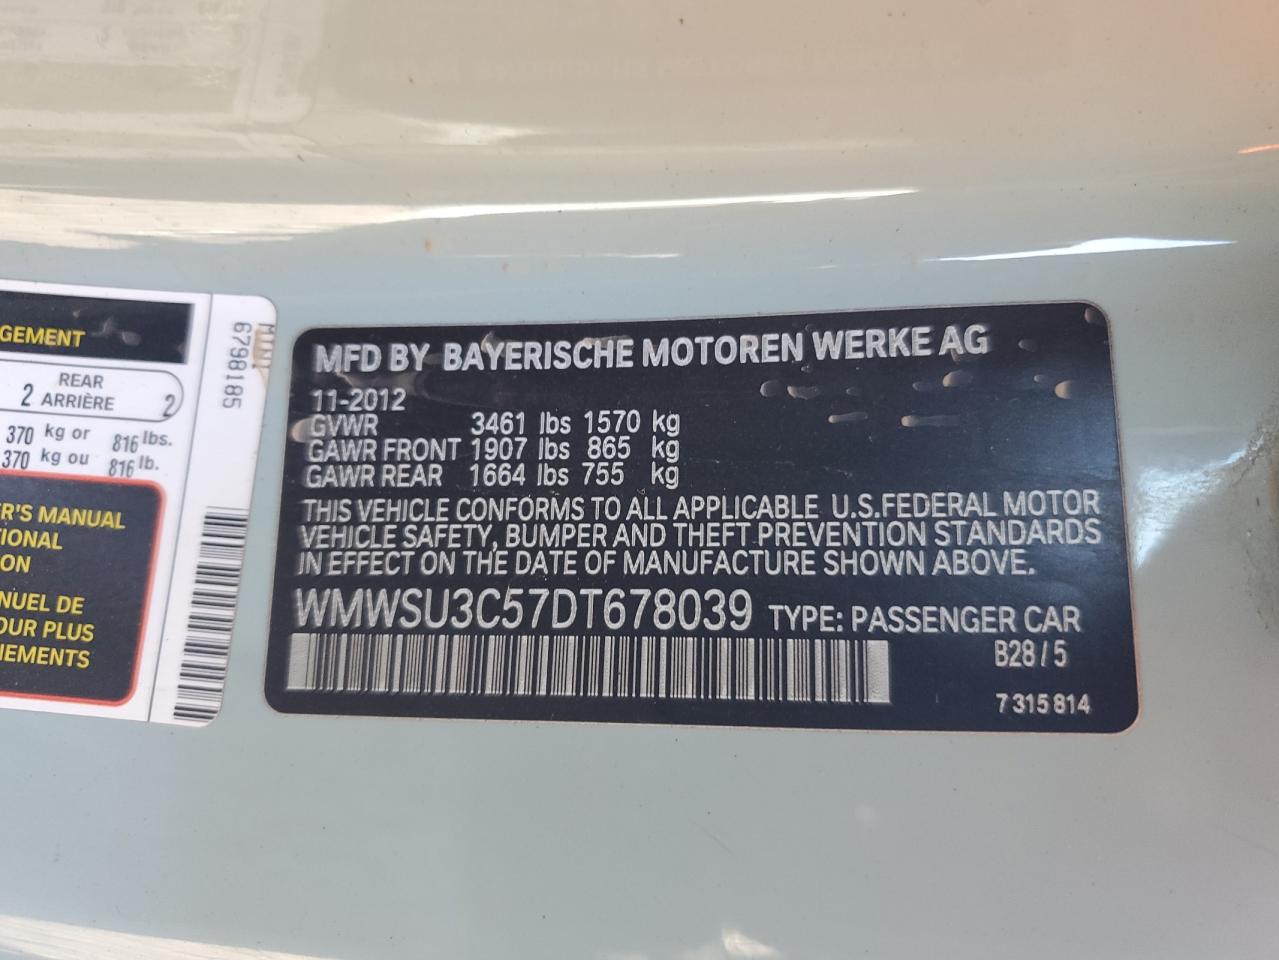 GEMENT
REAR
2 ARRIÈRE 2
370 kg or 816 lbs.
370 kg ou 816 lb.
ER'S MANUAL
TIONAL
ON
NUEL DE
OUR PLUS
NEMENTS
MINI
6798185
MFD BY BAYERISCHE MOTOREN WERKE AG
11-2012
GVWR 3461 lbs 1570 kg
GAWR FRONT 1907 lbs 865 kg
GAWR REAR 1664 lbs 755 kg
THIS VEHICLE CONFORMS TO ALL APPLICABLE U.S.FEDERAL MOTOR
VEHICLE SAFETY, BUMPER AND THEFT PREVENTION STANDARDS
IN EFFECT ON THE DATE OF MANUFACTURE SHOWN ABOVE.
WMWSU3C57DT678039 TYPE: PASSENGER CAR
B28/5
7 315 814